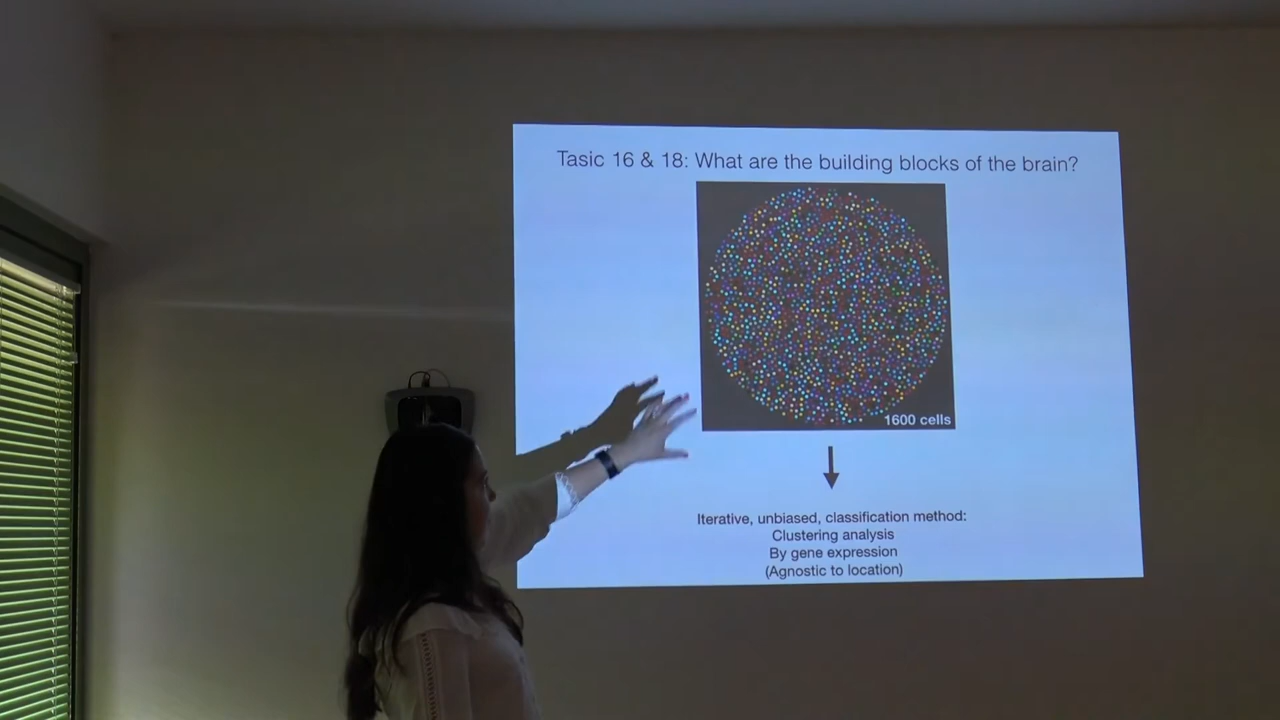 Tasic 16 & 18: What are the building blocks of the brain?
1600 cells
Iterative, unbiased, classification method:
Clustering analysis
By gene expression
(Agnostic to location)